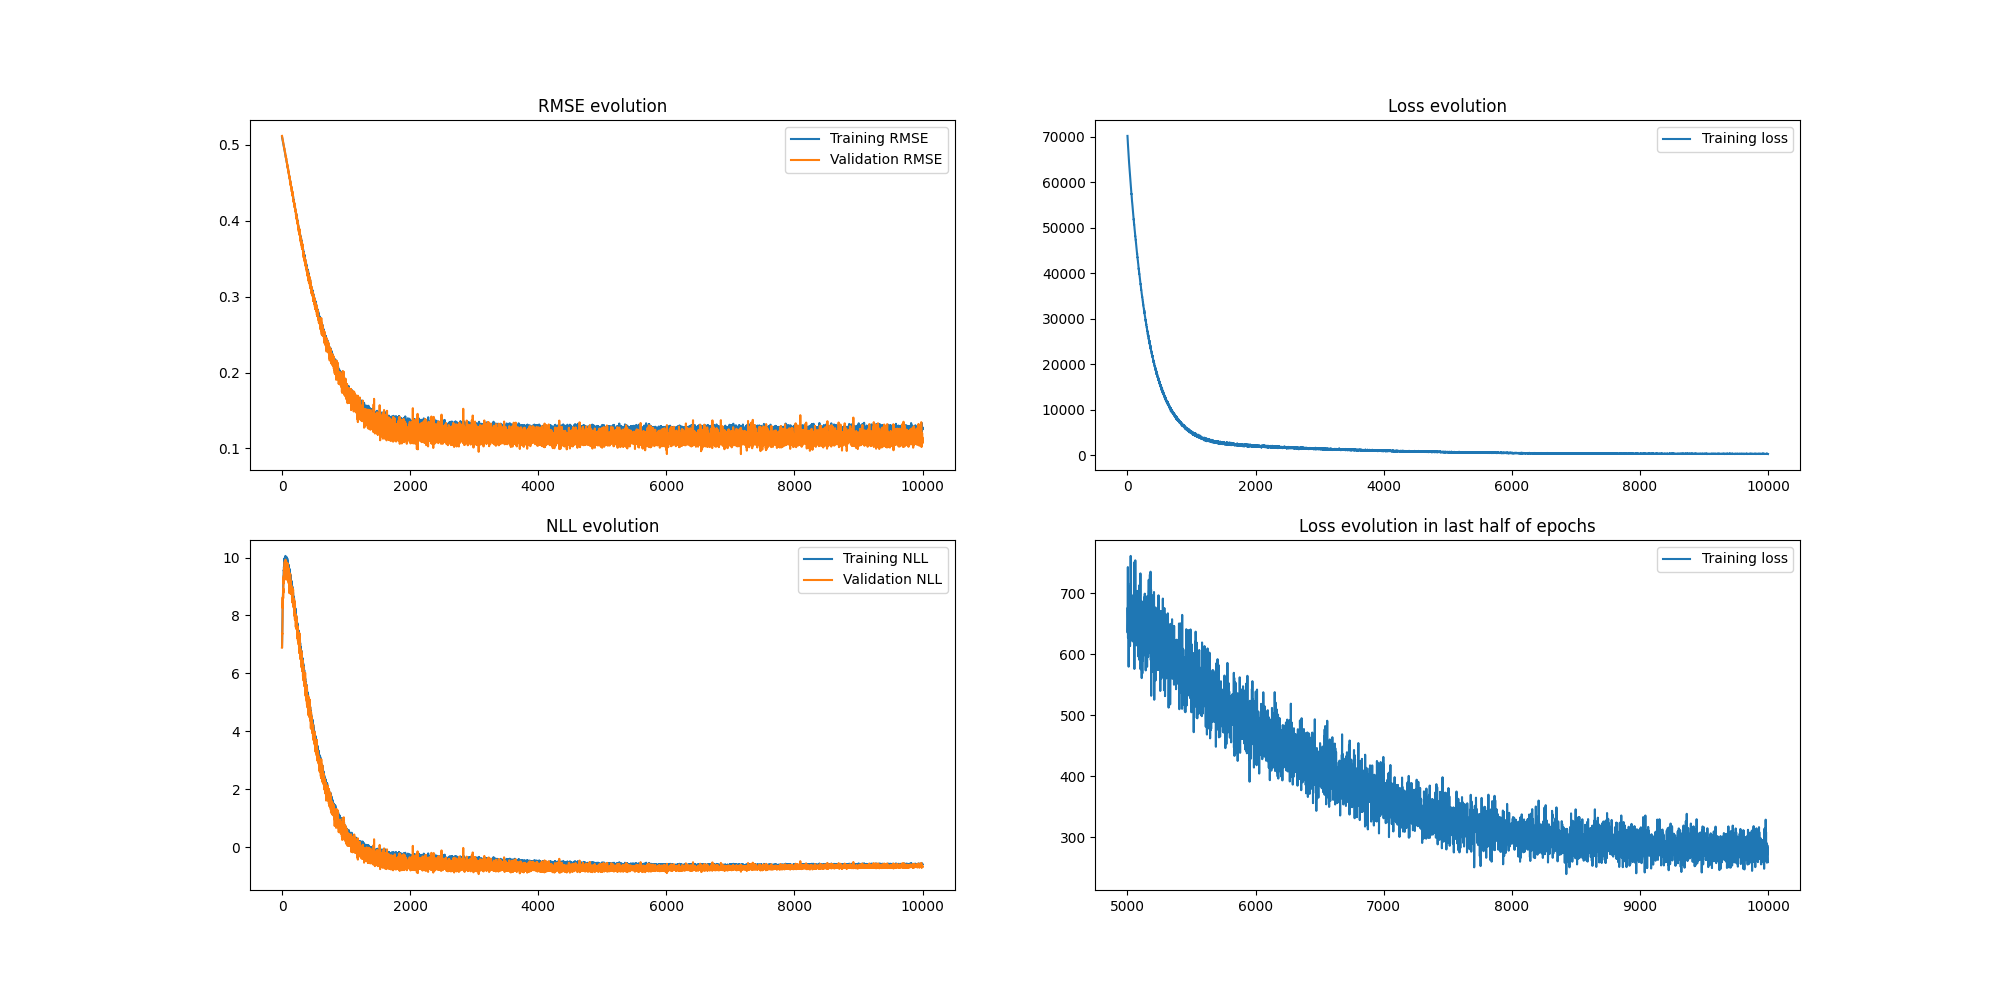 RMSE evolution
Training RMSE
Validation RMSE
0.5
0.4
0.3
0.2
0.1
0 2000 4000 6000 8000 10000
Loss evolution
Training loss
70000
60000
50000
40000
30000
20000
10000
0
0 2000 4000 6000 8000 10000
NLL evolution
Training NLL
Validation NLL
10
8
6
4
2
0
0 2000 4000 6000 8000 10000
Loss evolution in last half of epochs
Training loss
700
600
500
400
300
5000 6000 7000 8000 9000 10000